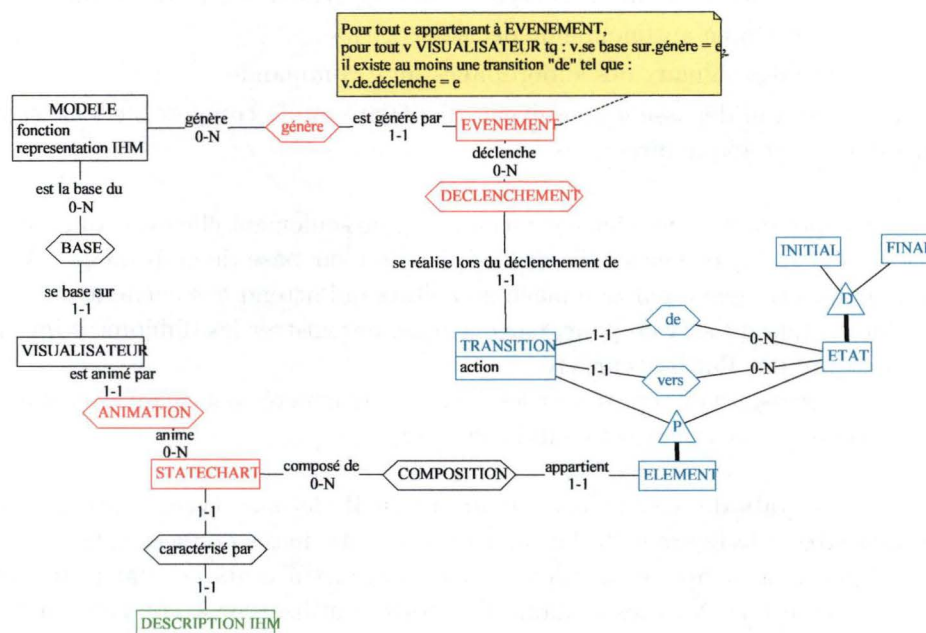 Pour tout e appartenant à EVENEMENT,
pour tout v VISUALISATEUR tq : v.se base sur.génère = e,
il existe au moins une transition "de" tel que :
v.de.déclenche = e
MODELE
fonction
representation IHM
génère
0-N
génère
est généré par
1-1
EVENEMENT
déclenche
0-N
DECLENCHEMENT
est la base du
0-N
BASE
se base sur
1-1
VISUALISATEUR
se réalise lors du déclenchement de
1-1
INITIAL
FINAL
D
TRANSITION
action
1-1
de
0-N
ETAT
1-1
vers
0-N
P
est animé par
1-1
ANIMATION
anime
0-N
STATECHART
composé de
0-N
COMPOSITION
appartient
1-1
ELEMENT
1-1
caractérisé par
1-1
DESCRIPTION IHM